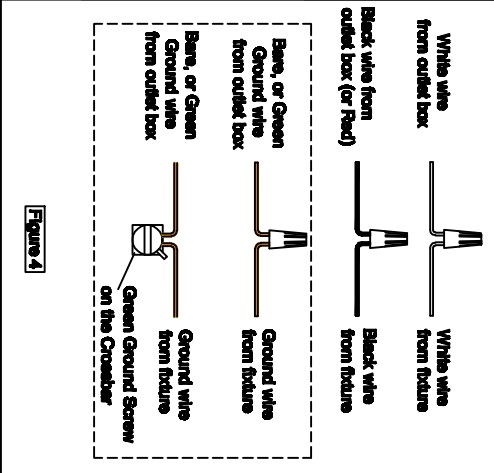 White wire
from outlet box
White wire
from fixture
Black wire from
outlet box (or Red)
Black wire
from fixture
Bare, or Green
Ground wire
from outlet box
Ground wire
from fixture
Bare, or Green
Ground wire
from outlet box
Ground wire
from fixture
Green Ground Screw
on the Crossbar
Figure 4